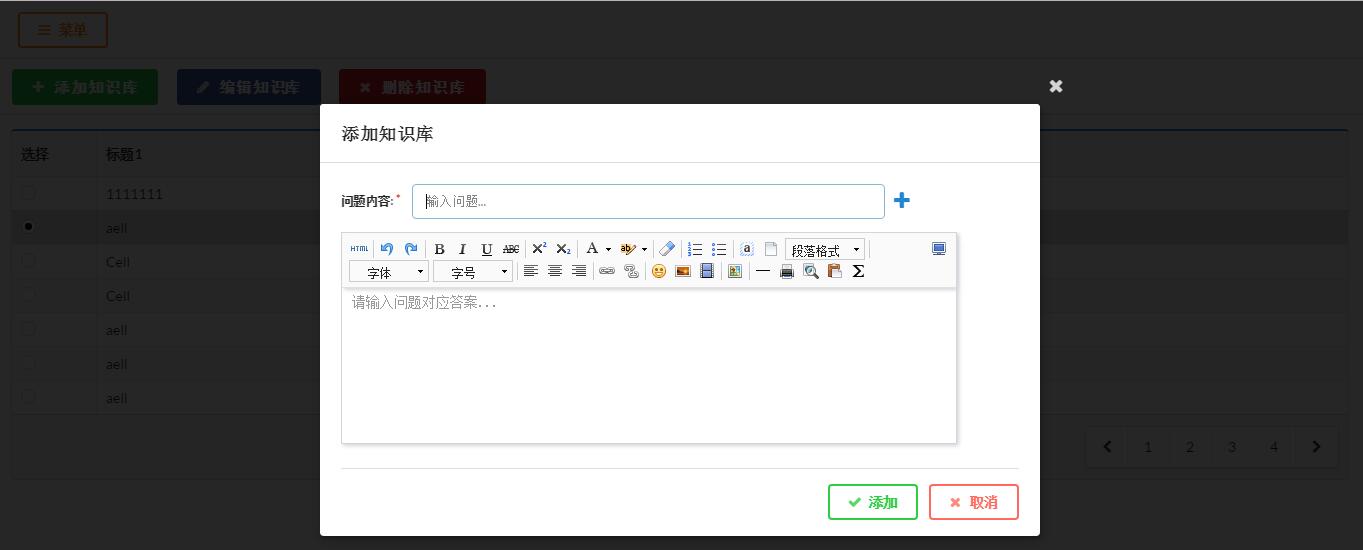 菜单
添加知识库 编辑知识库 删除知识库
添加知识库
选择 标题1
1111111
aell
Cell
Cell
aell
aell
aell
问题内容:* 输入问题...
HTML B I U ABC X² X₂ A ab a 段落格式
字体 字号 Σ
请输入问题对应答案...
1 2 3 4
添加 取消